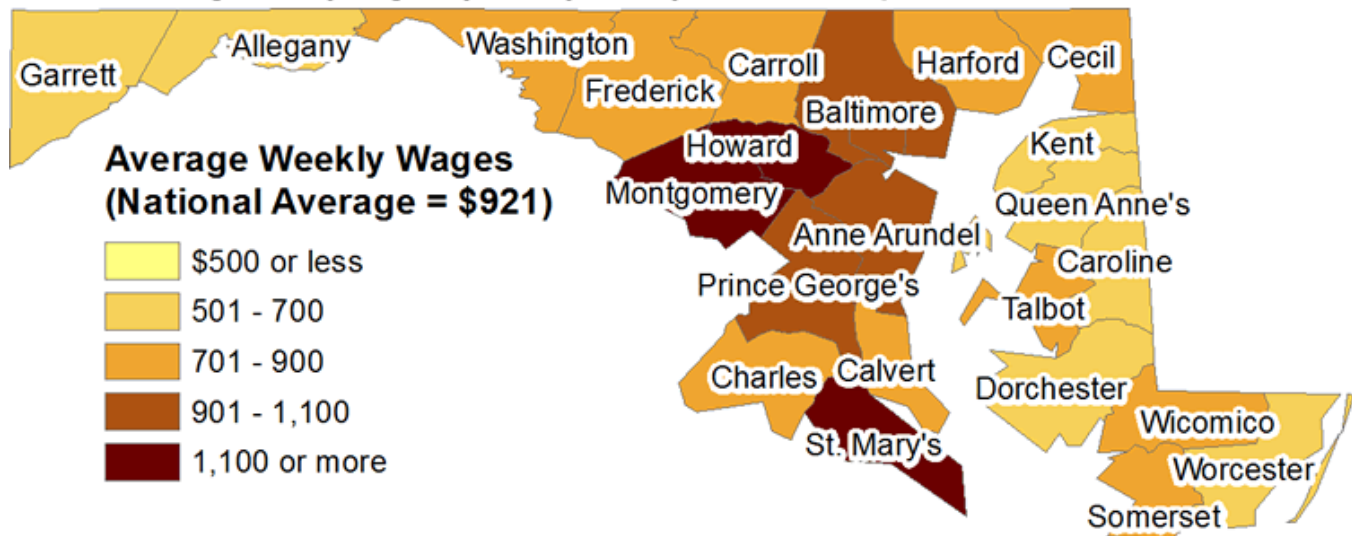 Garrett
Allegany
Washington
Frederick
Carroll
Baltimore
Harford
Cecil
Howard
Montgomery
Kent
Queen Anne's
Anne Arundel
Caroline
Prince George's
Talbot
Charles
Calvert
Dorchester
St. Mary's
Wicomico
Worcester
Somerset
Average Weekly Wages
(National Average = $921)
$500 or less
501 - 700
701 - 900
901 - 1,100
1,100 or more